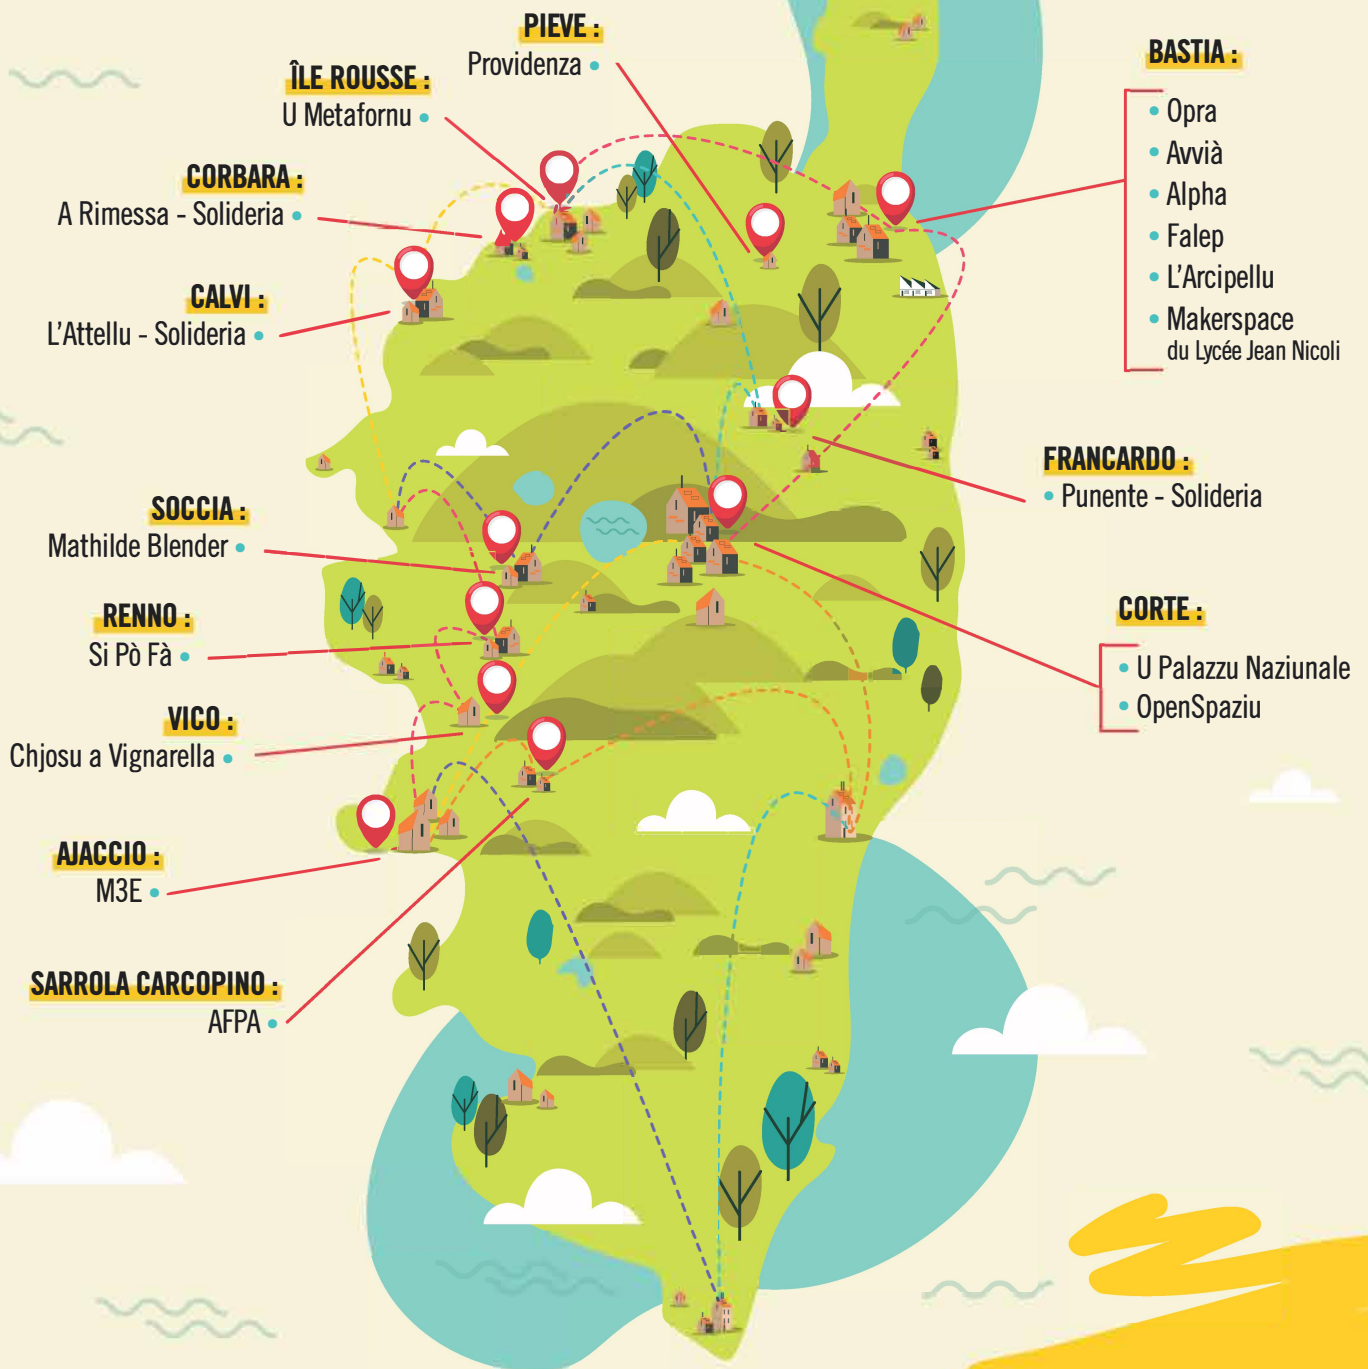 PIEVE :
Providenza
ÎLE ROUSSE :
U Metafornu
CORBARA :
A Rimessa - Solideria
CALVI :
L'Attellu - Solideria
SOCCIA :
Mathilde Blender
RENNO :
Si Pò Fà
VICO :
Chjosu a Vignarella
AJACCIO :
M3E
SARROLA CARCOPINO :
AFPA
BASTIA :
Opra
Avvià
Alpha
Falep
L'Arcipellu
Makerspace
du Lycée Jean Nicoli
FRANCARDO :
Punente - Solideria
CORTE :
U Palazzu Naziunale
OpenSpaziu